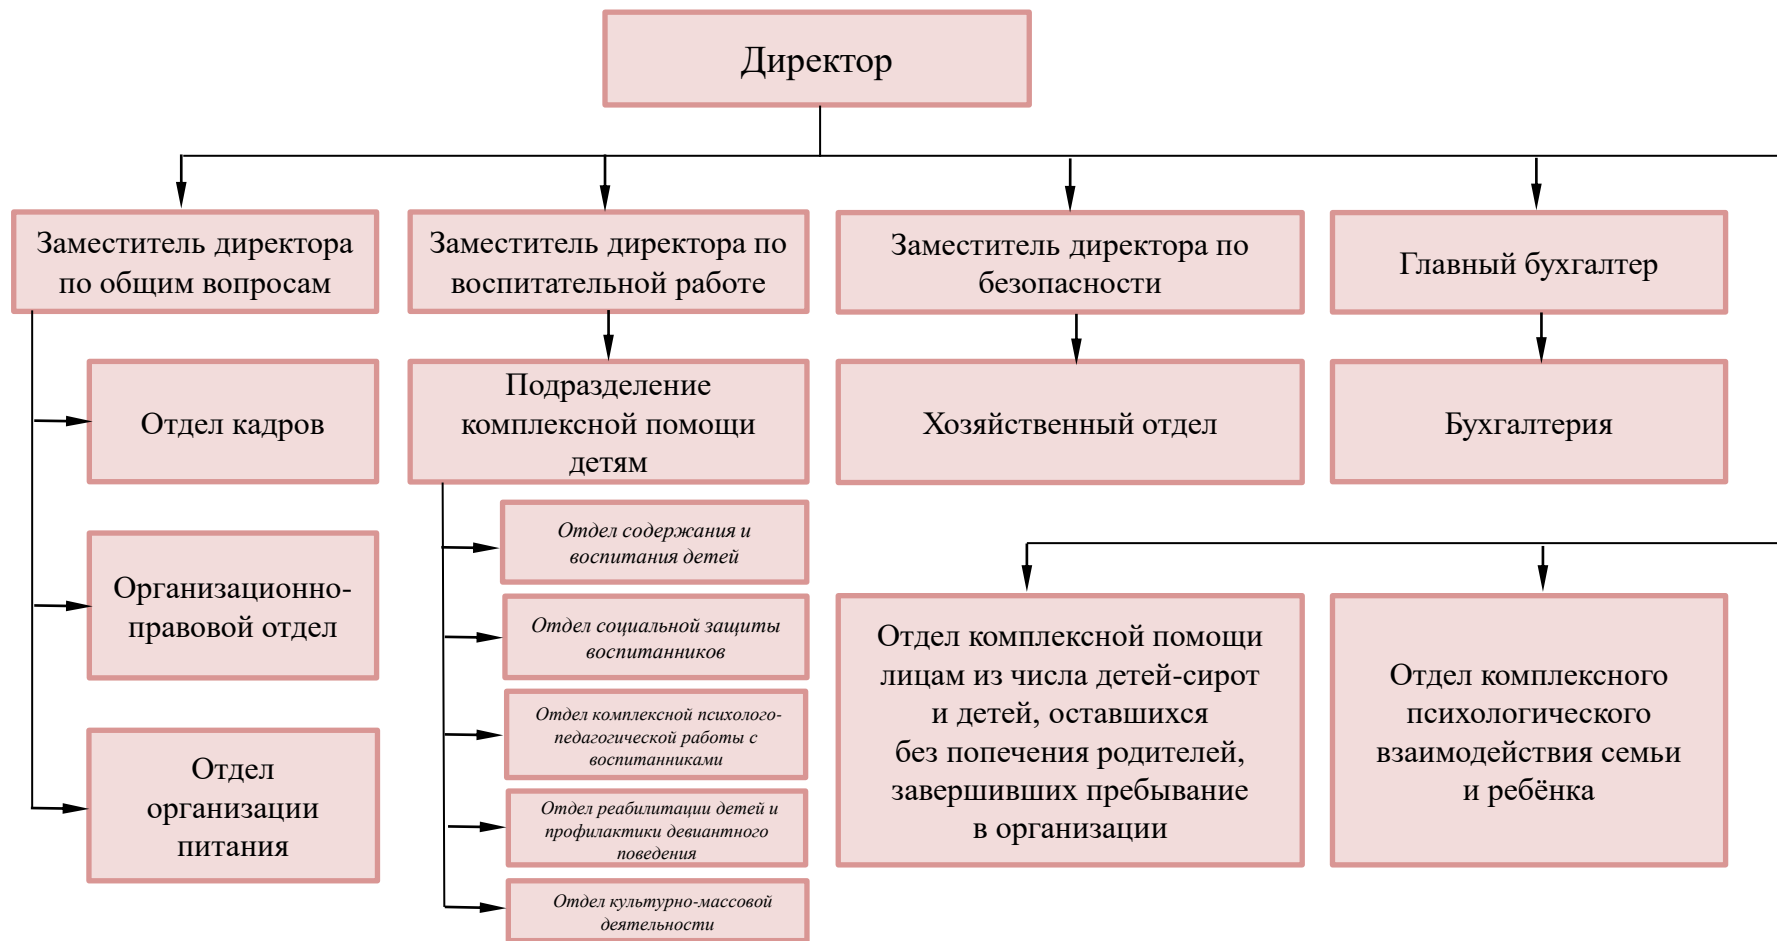 Директор
Заместитель директора
по общим вопросам
Заместитель директора по
воспитательной работе
Заместитель директора по
безопасности
Главный бухгалтер
Отдел кадров
Подразделение
комплексной помощи
детям
Хозяйственный отдел
Бухгалтерия
Организационно-
правовой отдел
Отдел
организации
питания
Отдел содержания и
воспитания детей
Отдел социальной защиты
воспитанников
Отдел комплексной психолого-
педагогической работы с
воспитанниками
Отдел реабилитации детей и
профилактики девиантного
поведения
Отдел культурно-массовой
деятельности
Отдел комплексной помощи
лицам из числа детей-сирот
и детей, оставшихся
без попечения родителей,
завершивших пребывание
в организации
Отдел комплексного
психологического
взаимодействия семьи
и ребёнка